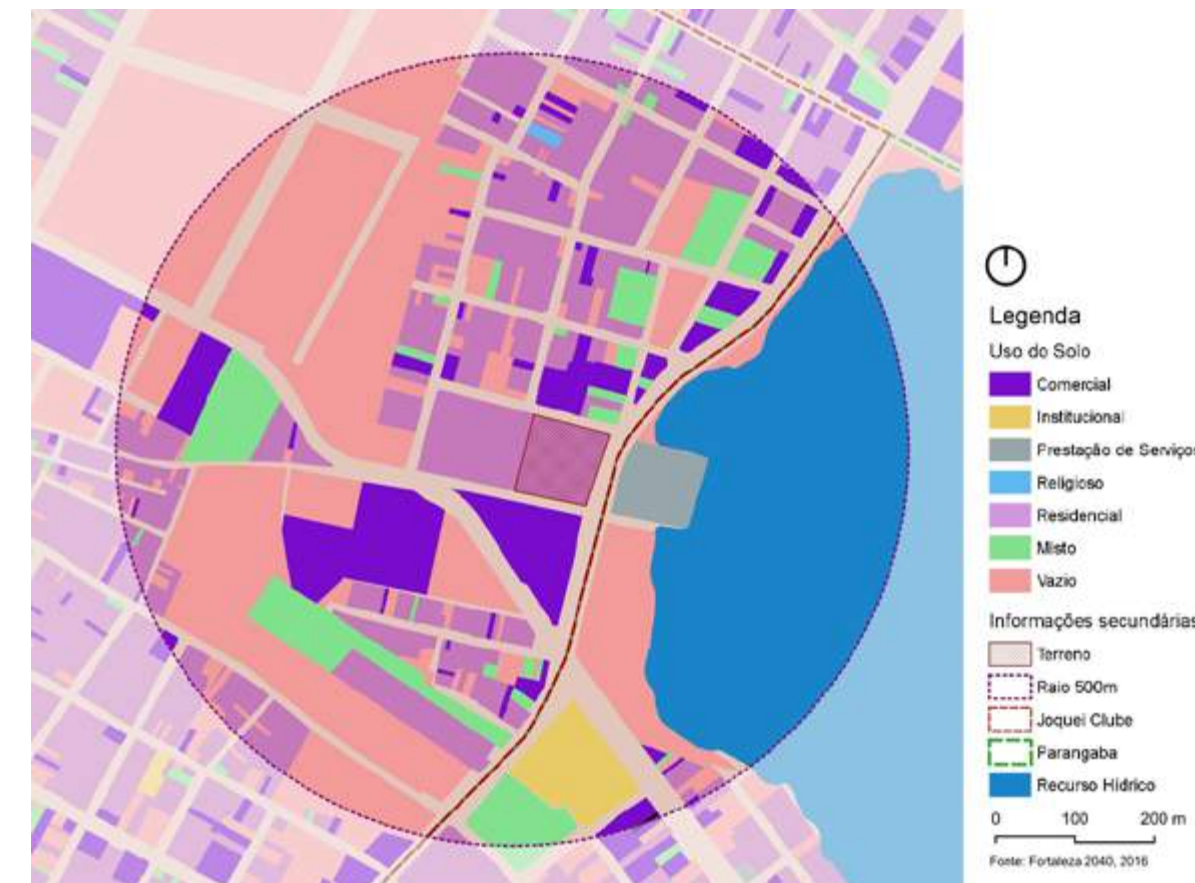 Legenda
Uso do Solo
Comercial
Institucional
Prestação de Serviços
Religioso
Residencial
Misto
Vazio
Informações secundárias
Terreno
Raio 500m
Joquei Clube
Parangaba
Recurso Hídrico
0 100 200 m
Fonte: Fortaleza 2040, 2016